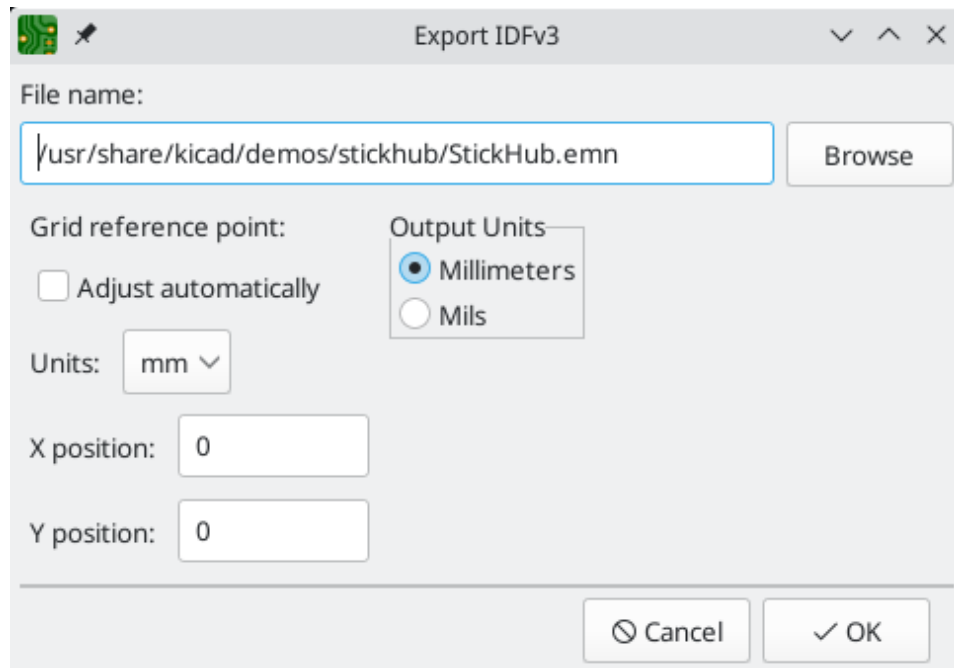 Export IDFv3
File name:
/usr/share/kicad/demos/stickhub/StickHub.emn
Browse
Grid reference point:
Adjust automatically
Units:
mm
X position:
0
Y position:
0
Output Units
Millimeters
Mils
Cancel
OK